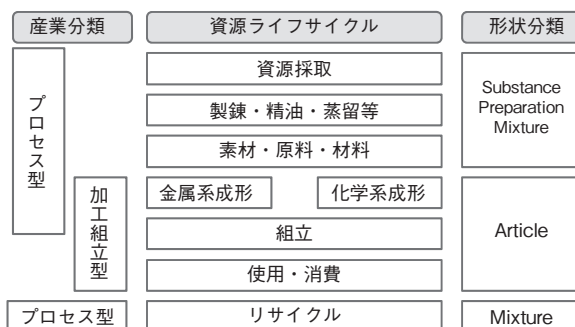 産業分類
資源ライフサイクル
形状分類
プロセス型
加工組立型
資源採取
製錬・精油・蒸留等
素材・原料・材料
金属系成形
化学系成形
組立
使用・消費
Substance
Preparation
Mixture
Article
プロセス型
リサイクル
Mixture